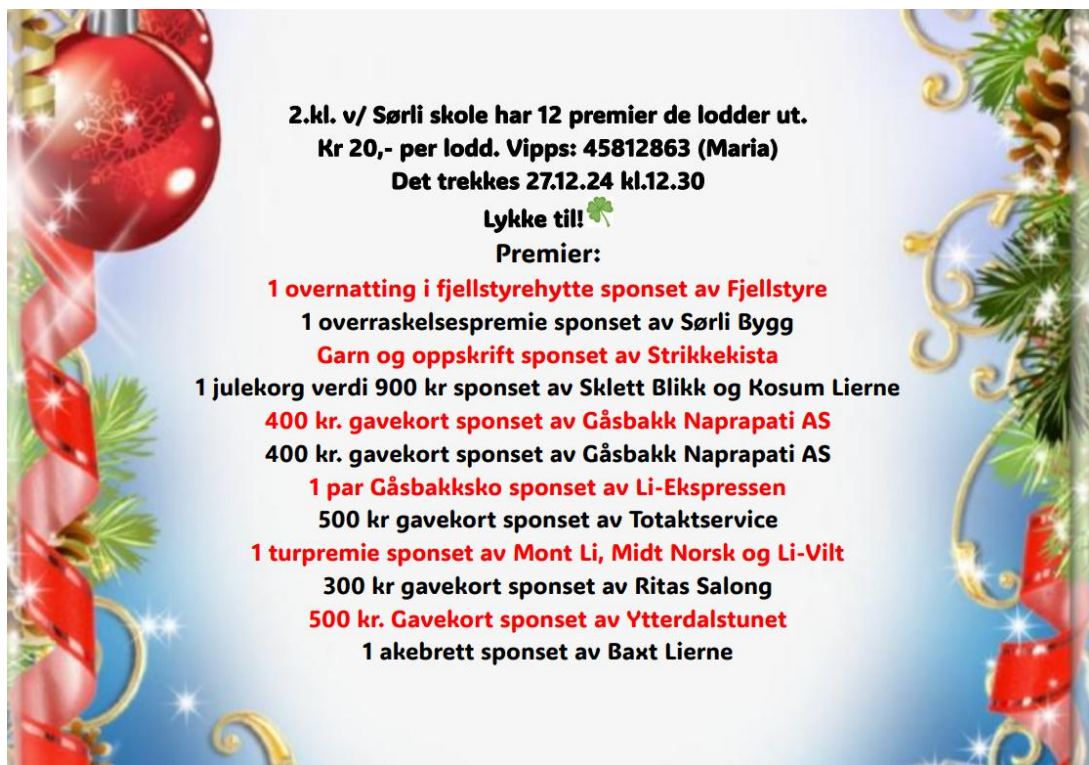 2.kl. v/ Sørli skole har 12 premier de lodder ut.
Kr 20,- per lodd. Vipps: 45812863 (Maria)
Det trekkes 27.12.24 kl.12.30
Lykke til!
Premier:
1 overnatting i fjellstyrehytte sponset av Fjellstyre
1 overraskelsespremie sponset av Sørli Bygg
Garn og oppskrift sponset av Strikkekista
1 julekorg verdi 900 kr sponset av Sklett Blikk og Kosum Lierne
400 kr. gavekort sponset av Gåsbakk Naprapati AS
400 kr. gavekort sponset av Gåsbakk Naprapati AS
1 par Gåsbakksko sponset av Li-Ekspressen
500 kr gavekort sponset av Totaktservice
1 turpremie sponset av Mont Li, Midt Norsk og Li-Vilt
300 kr gavekort sponset av Ritas Salong
500 kr. Gavekort sponset av Ytterdalstunet
1 akebrett sponset av Baxt Lierne